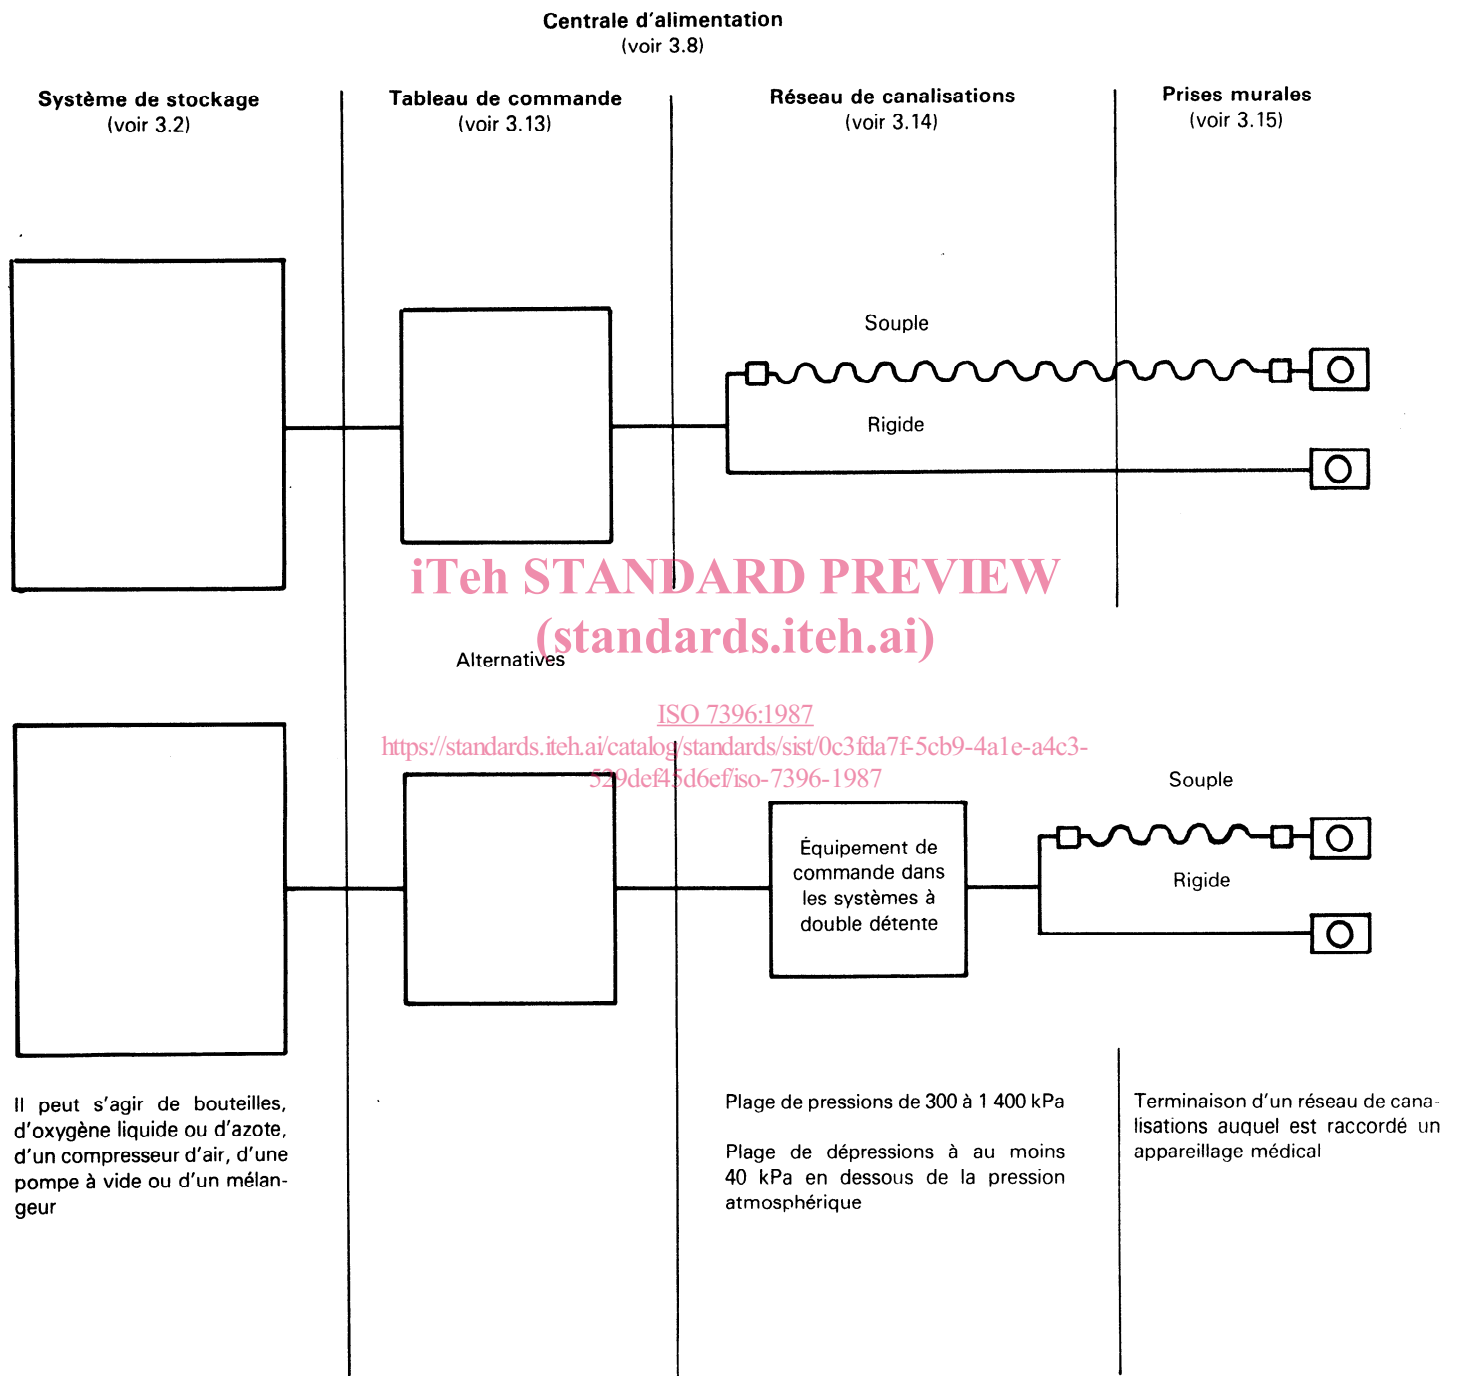 Centrale d'alimentation
(voir 3.8)
Système de stockage
(voir 3.2)
Tableau de commande
(voir 3.13)
Réseau de canalisations
(voir 3.14)
Prises murales
(voir 3.15)
Souple
Rigide
iTeh STANDARD PREVIEW
(standards.iteh.ai)
Alternatives
ISO 7396:1987
https://standards.iteh.ai/catalog/standards/sist/0c3fda7f-5cb9-4a1e-a4c3-
529def45d6ef/iso-7396-1987
Souple
Rigide
Équipement de
commande dans
les systèmes à
double détente
Il peut s'agir de bouteilles,
d'oxygène liquide ou d'azote,
d'un compresseur d'air, d'une
pompe à vide ou d'un mélan-
geur
Plage de pressions de 300 à 1 400 kPa
Plage de dépressions à au moins
40 kPa en dessous de la pression
atmosphérique
Terminaison d'un réseau de cana-
lisations auquel est raccordé un
appareillage médical